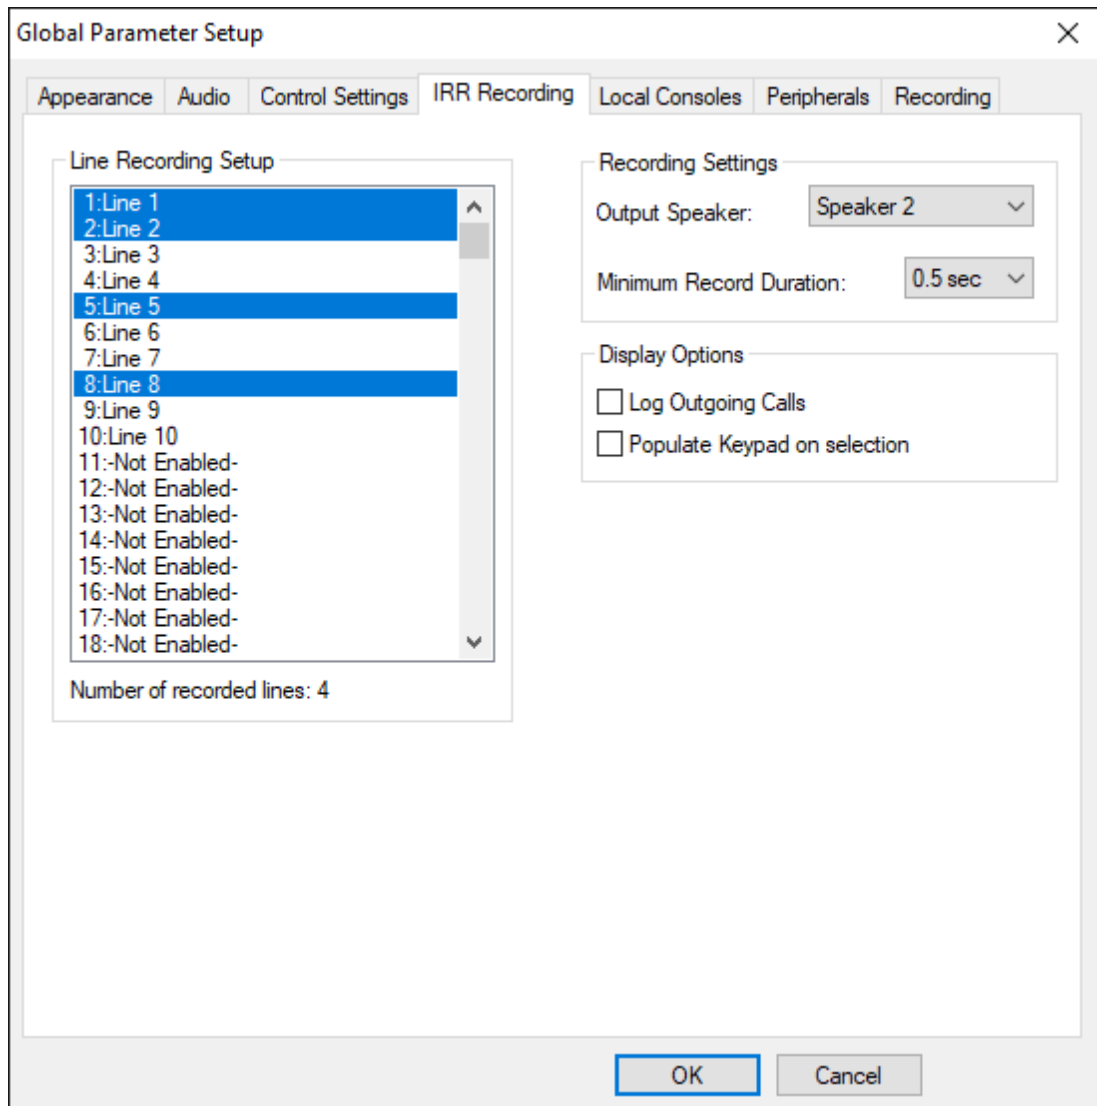 Global Parameter Setup
Appearance Audio Control Settings IRR Recording Local Consoles Peripherals Recording
Line Recording Setup
1:Line 1
2:Line 2
3:Line 3
4:Line 4
5:Line 5
6:Line 6
7:Line 7
8:Line 8
9:Line 9
10:Line 10
11:-Not Enabled-
12:-Not Enabled-
13:-Not Enabled-
14:-Not Enabled-
15:-Not Enabled-
16:-Not Enabled-
17:-Not Enabled-
18:-Not Enabled-
Number of recorded lines: 4
Recording Settings
Output Speaker: Speaker 2
Minimum Record Duration: 0.5 sec
Display Options
Log Outgoing Calls
Populate Keypad on selection
OK Cancel